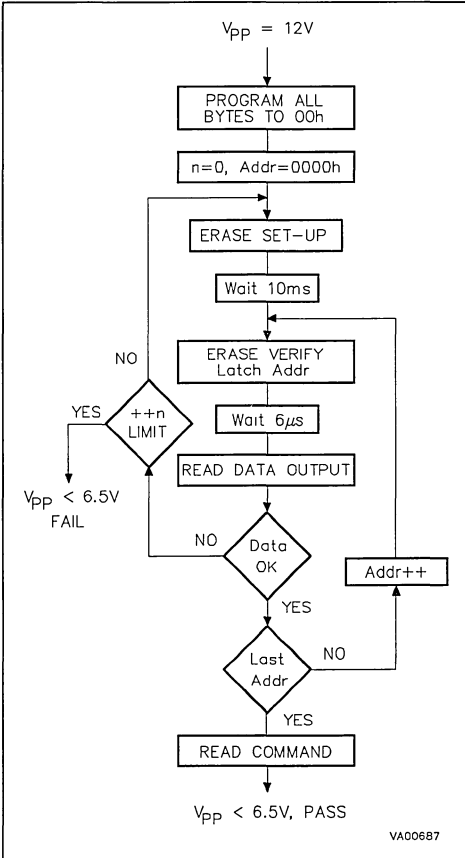 VPP = 12V
PROGRAM ALL
BYTES TO 00h
n=0, Addr=0000h
ERASE SET-UP
Wait 10ms
NO
ERASE VERIFY
Latch Addr
YES
++n
LIMIT
Wait 6μs
READ DATA OUTPUT
VPP < 6.5V
FAIL
NO
Data
OK
Addr++
YES
Last
Addr
NO
YES
READ COMMAND
VPP < 6.5V, PASS
VA00687